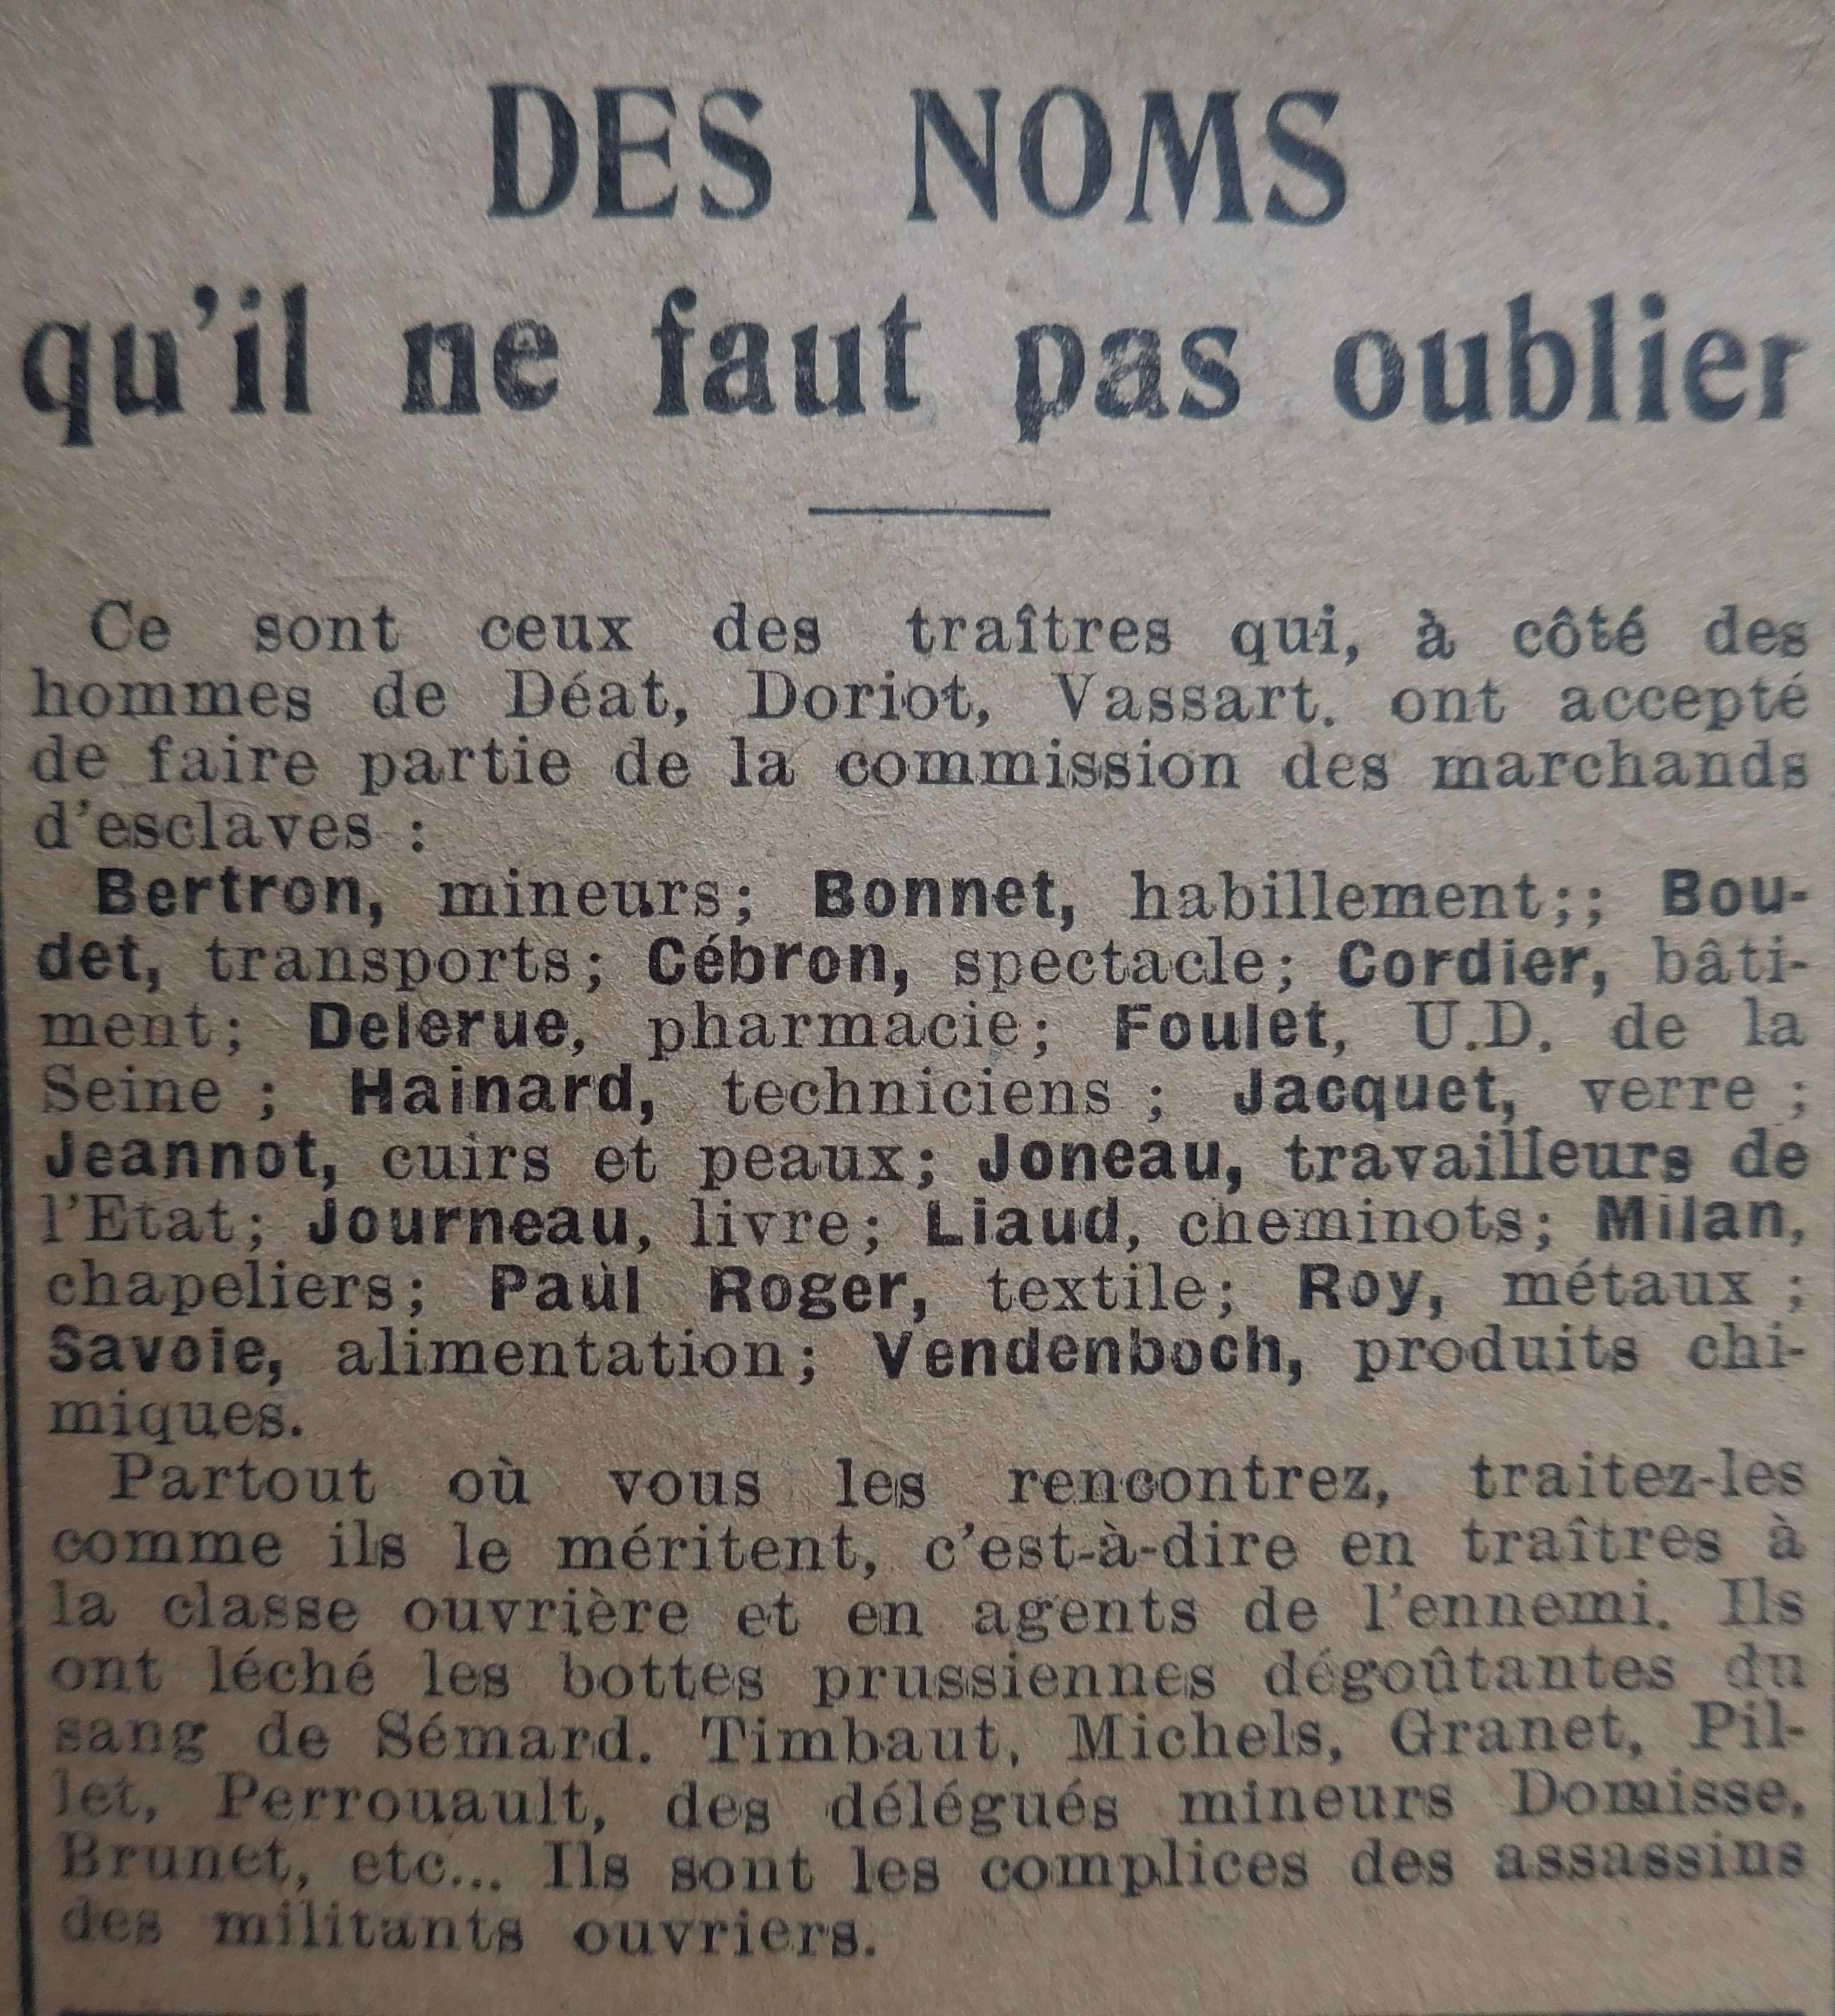 DES NOMS
qu'il ne faut pas oublier
Ce sont ceux des traîtres qui, à côté des
hommes de Déat, Doriot, Vassart. ont accepté
de faire partie de la commission des marchands
d'esclaves :
Bertron, mineurs; Bonnet, habillement;; Bou-
det, transports; Cébron, spectacle; Cordier, bâti-
ment; Delerue, pharmacie; Foulet, U.D. de la
Seine ; Hainard, techniciens ; Jacquet, verre ;
Jeannot, cuirs et peaux; Joneau, travailleurs de
l'Etat; Journeau, livre; Liaud, cheminots; Milan,
chapeliers; Paul Roger, textile; Roy, métaux ;
Savoie, alimentation; Vendenboch, produits chi-
miques.
Partout où vous les rencontrez, traitez-les
comme ils le méritent, c'est-à-dire en traîtres à
la classe ouvrière et en agents de l'ennemi. Ils
ont léché les bottes prussiennes dégoûtantes du
sang de Sémard. Timbaut, Michels, Granet, Pil-
let, Perrouault, des délégués mineurs Domisse,
Brunet, etc... Ils sont les complices des assassins
des militants ouvriers.